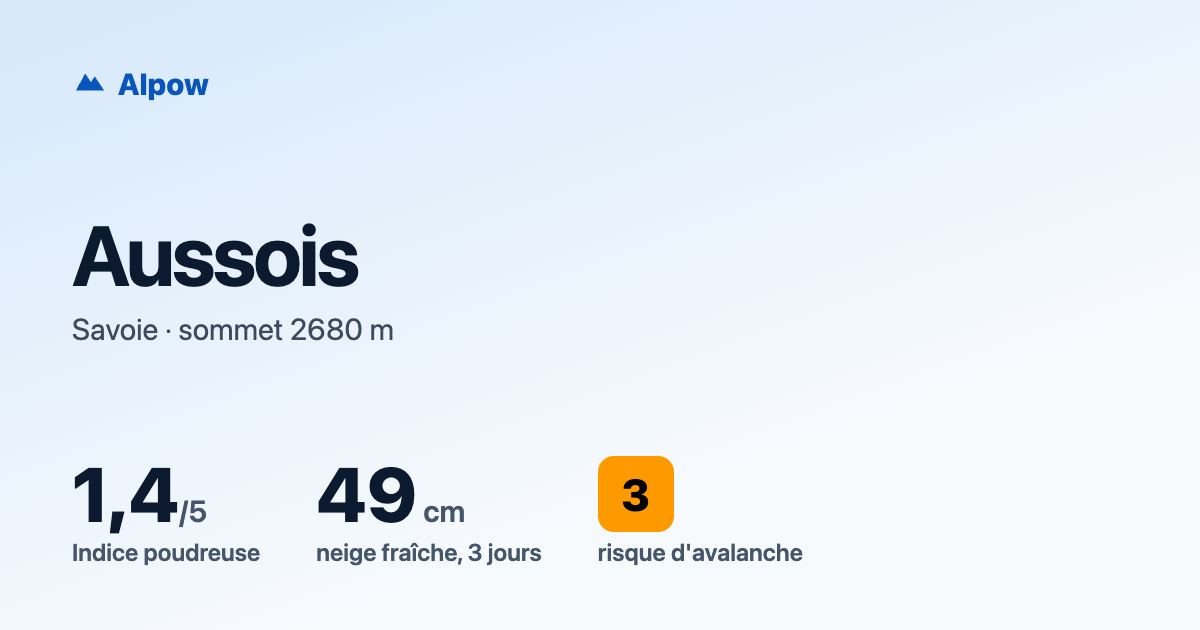 Alpow
Aussois
Savoie · sommet 2680 m
1,4/5
Indice poudreuse
49 cm
neige fraîche, 3 jours
3
risque d'avalanche